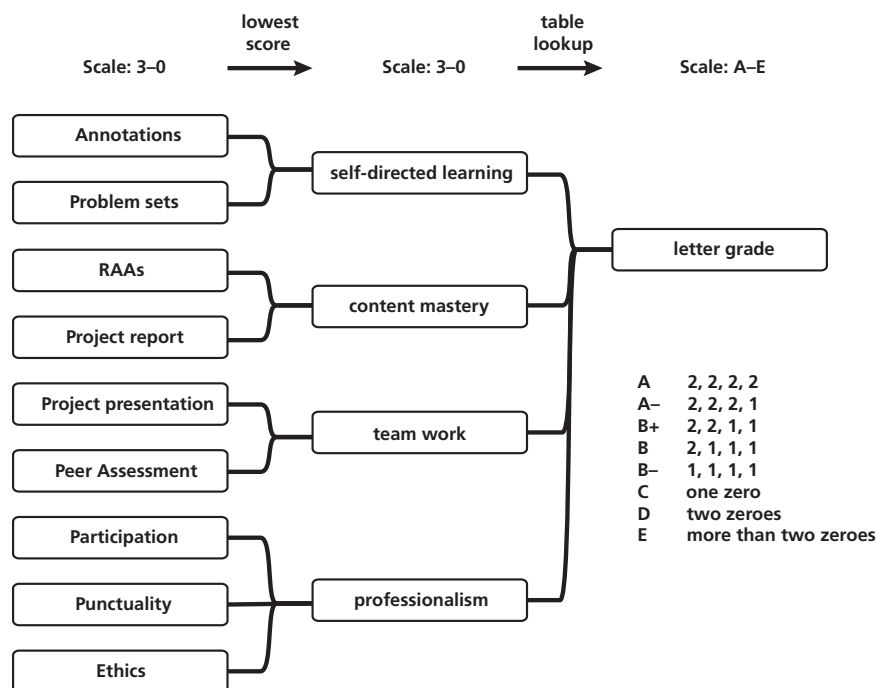 lowest
score
table
lookup
Scale: 3–0
Scale: 3–0
Scale: A–E
Annotations
Problem sets
RAAs
Project report
Project presentation
Peer Assessment
Participation
Punctuality
Ethics
self-directed learning
content mastery
team work
professionalism
letter grade
A 2, 2, 2, 2
A– 2, 2, 2, 1
B+ 2, 2, 1, 1
B 2, 1, 1, 1
B– 1, 1, 1, 1
C one zero
D two zeroes
E more than two zeroes